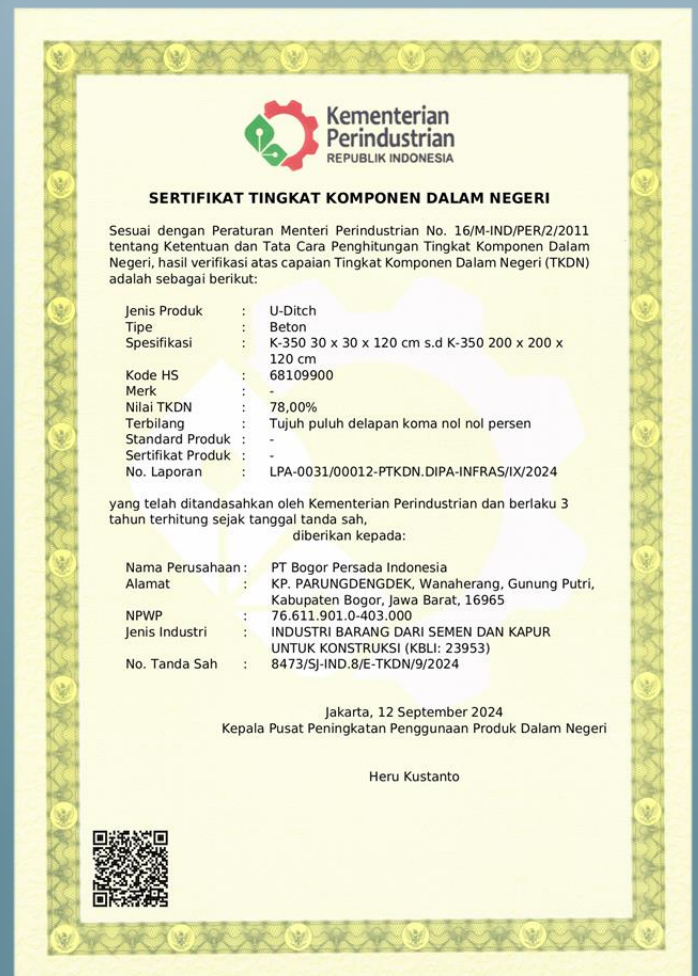 Kementerian
Perindustrian
REPUBLIK INDONESIA
SERTIFIKAT TINGKAT KOMPONEN DALAM NEGERI
Sesuai dengan Peraturan Menteri Perindustrian No. 16/M-IND/PER/2/2011
tentang Ketentuan dan Tata Cara Penghitungan Tingkat Komponen Dalam
Negeri, hasil verifikasi atas capaian Tingkat Komponen Dalam Negeri (TKDN)
adalah sebagai berikut:
Jenis Produk : U-Ditch
Tipe : Beton
Spesifikasi : K-350 30 x 30 x 120 cm s.d K-350 200 x 200 x
120 cm
Kode HS : 68109900
Merk : -
Nilai TKDN : 78,00%
Terbilang : Tujuh puluh delapan koma nol nol persen
Standard Produk : -
Sertifikat Produk : -
No. Laporan : LPA-0031/00012-PTKDN.DIPA-INFRAS/IX/2024
yang telah ditandasahkan oleh Kementerian Perindustrian dan berlaku 3
tahun terhitung sejak tanggal tanda sah,
diberikan kepada:
Nama Perusahaan : PT Bogor Persada Indonesia
Alamat : KP. PARUNGDENGDEK, Wanaherang, Gunung Putri,
Kabupaten Bogor, Jawa Barat, 16965
NPWP : 76.611.901.0-403.000
Jenis Industri : INDUSTRI BARANG DARI SEMEN DAN KAPUR
UNTUK KONSTRUKSI (KBLI: 23953)
No. Tanda Sah : 8473/SJ-IND.8/E-TKDN/9/2024
Jakarta, 12 September 2024
Kepala Pusat Peningkatan Penggunaan Produk Dalam Negeri
Heru Kustanto